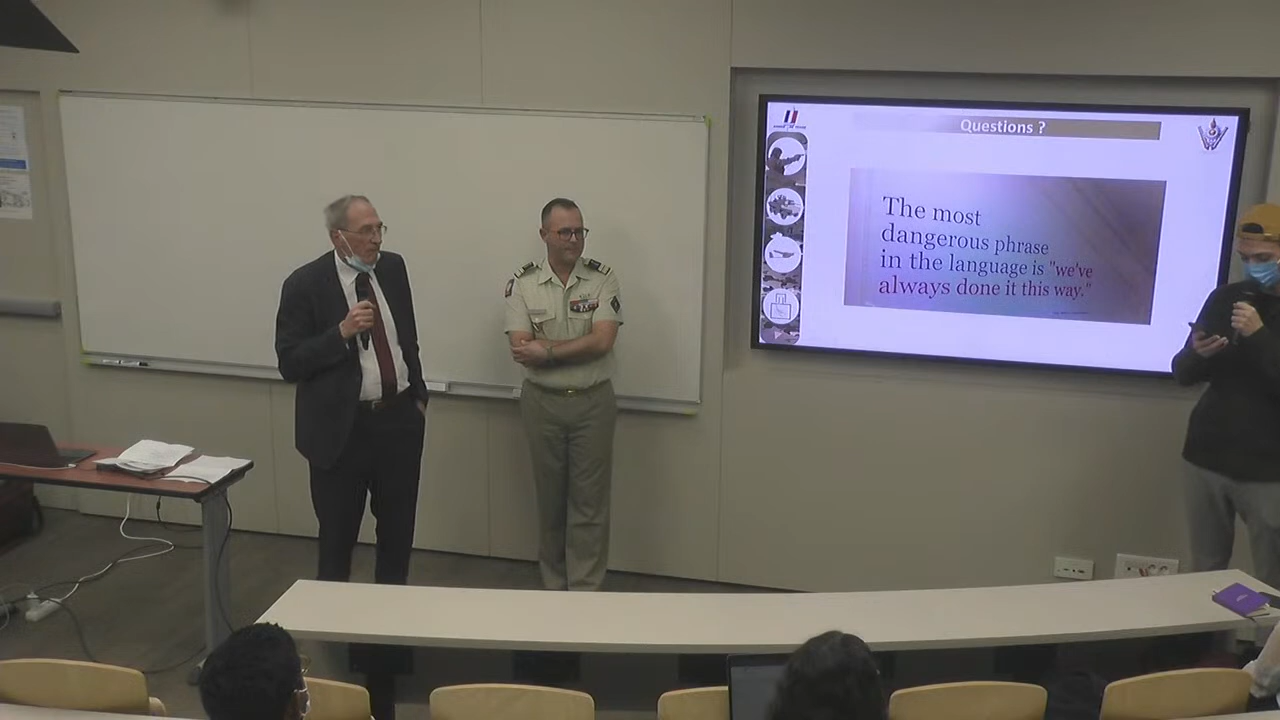 Questions ?
The most
dangerous phrase
in the language is "we've
always done it this way."